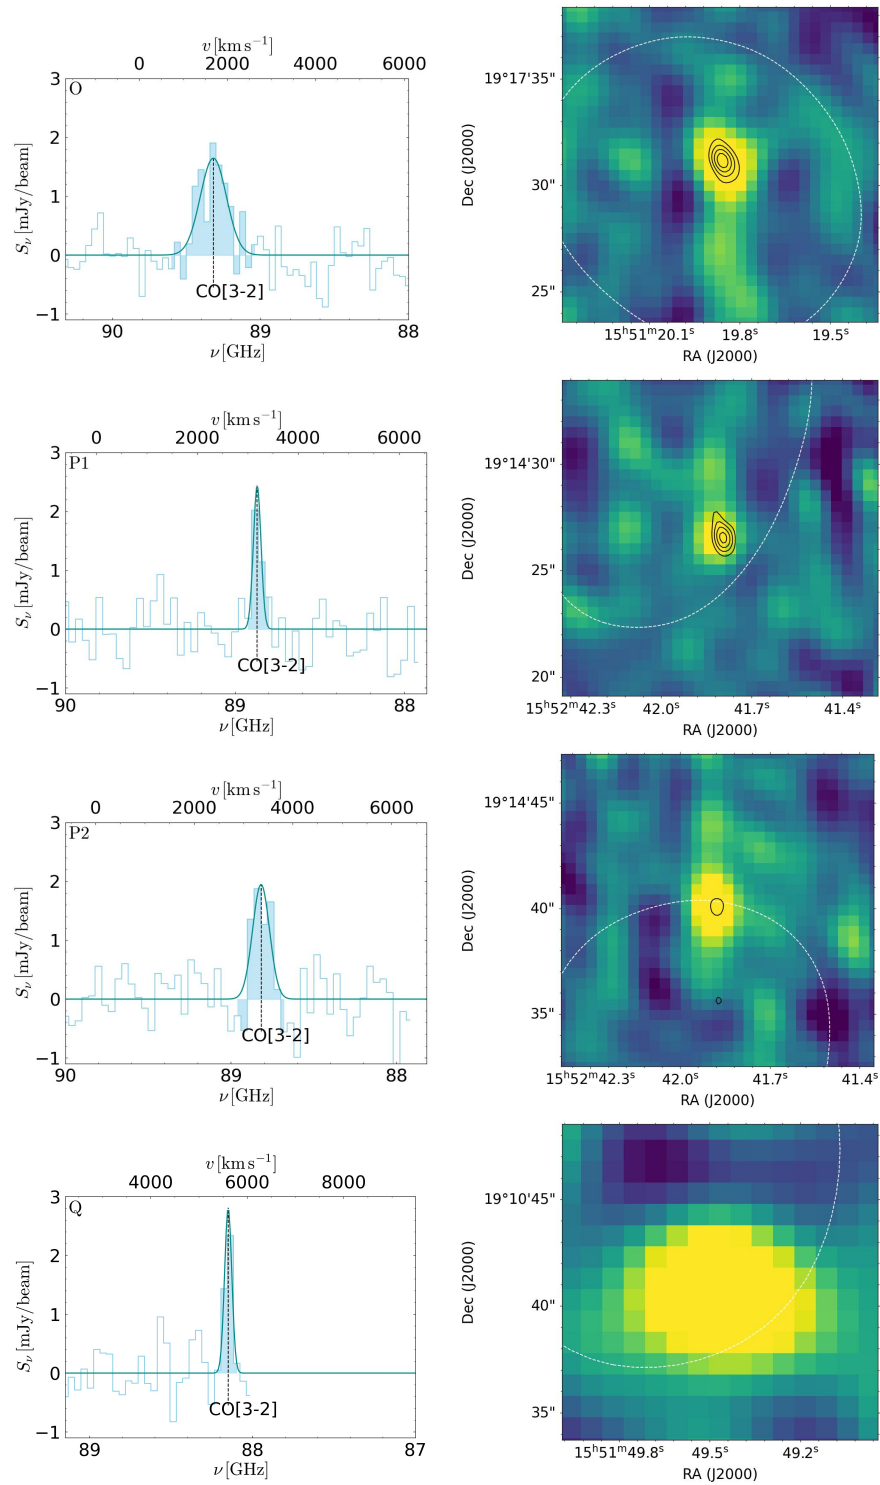 v [km s⁻¹]
0 2000 4000 6000
O
3
2
1
0
−1
S_ν [mJy/beam]
CO[3-2]
90 89 88
ν [GHz]
19°17'35"
30"
25"
Dec (J2000)
15ʰ51ᵐ20.1ˢ 19.8ˢ 19.5ˢ
RA (J2000)
v [km s⁻¹]
0 2000 4000 6000
P1
3
2
1
0
−1
S_ν [mJy/beam]
CO[3-2]
90 89 88
ν [GHz]
19°14'30"
25"
20"
Dec (J2000)
15ʰ52ᵐ42.3ˢ 42.0ˢ 41.7ˢ 41.4ˢ
RA (J2000)
v [km s⁻¹]
0 2000 4000 6000
P2
3
2
1
0
−1
S_ν [mJy/beam]
CO[3-2]
90 89 88
ν [GHz]
19°14'45"
40"
35"
Dec (J2000)
15ʰ52ᵐ42.3ˢ 42.0ˢ 41.7ˢ 41.4ˢ
RA (J2000)
v [km s⁻¹]
4000 6000 8000
Q
3
2
1
0
−1
S_ν [mJy/beam]
CO[3-2]
89 88 87
ν [GHz]
19°10'45"
40"
35"
Dec (J2000)
15ʰ51ᵐ49.8ˢ 49.5ˢ 49.2ˢ
RA (J2000)